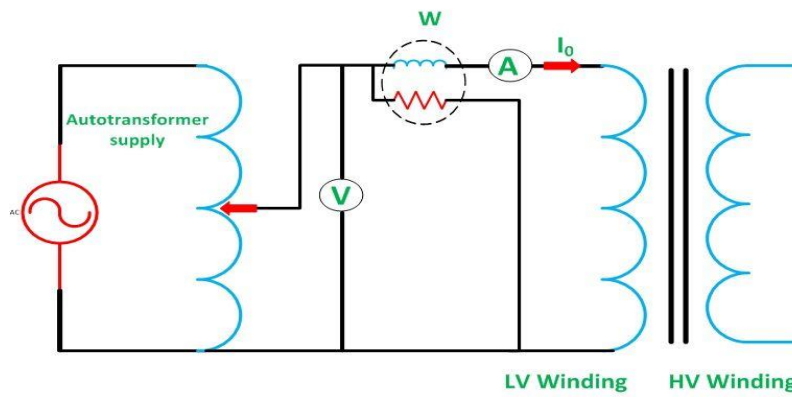 W
I₀
A
Autotransformer
supply
V
AC
LV Winding
HV Winding